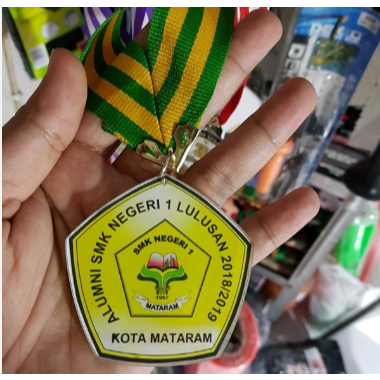 ALUMNI SMK NEGERI 1 LULUSAN 2018/2019
SMK NEGERI 1
1967
MATARAM
KOTA MATARAM